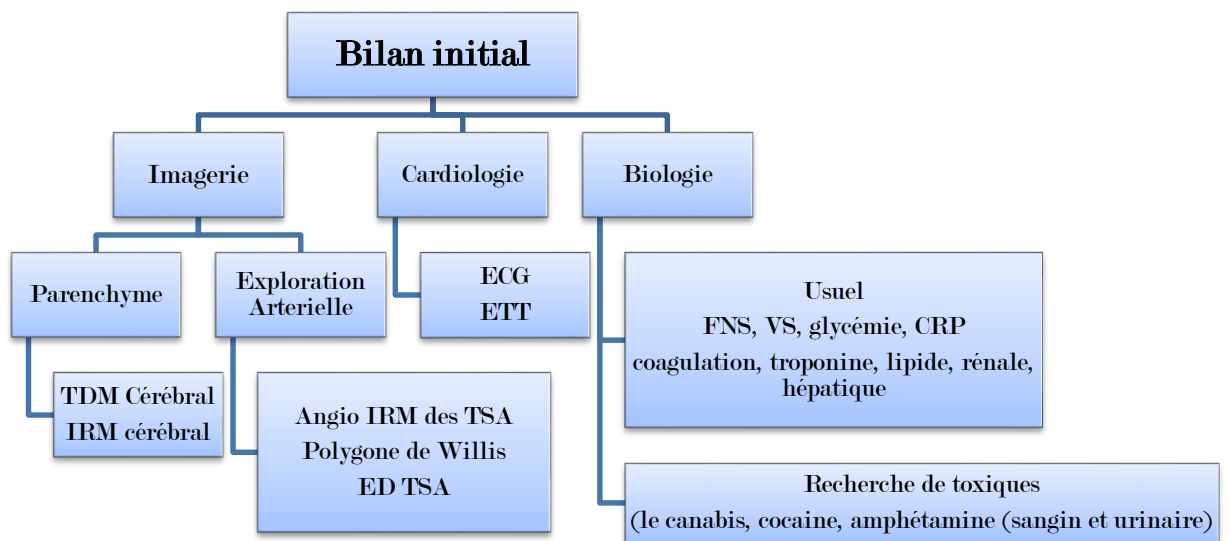 Bilan initial
Imagerie
Cardiologie
Biologie
Parenchyme
Exploration
Arterielle
ECG
ETT
Usuel
FNS, VS, glycémie, CRP
coagulation, troponine, lipide, rénale,
hépatique
TDM Cérébral
IRM cérébral
Angio IRM des TSA
Polygone de Willis
ED TSA
Recherche de toxiques
(le canabis, cocaine, amphétamine (sangin et urinaire)